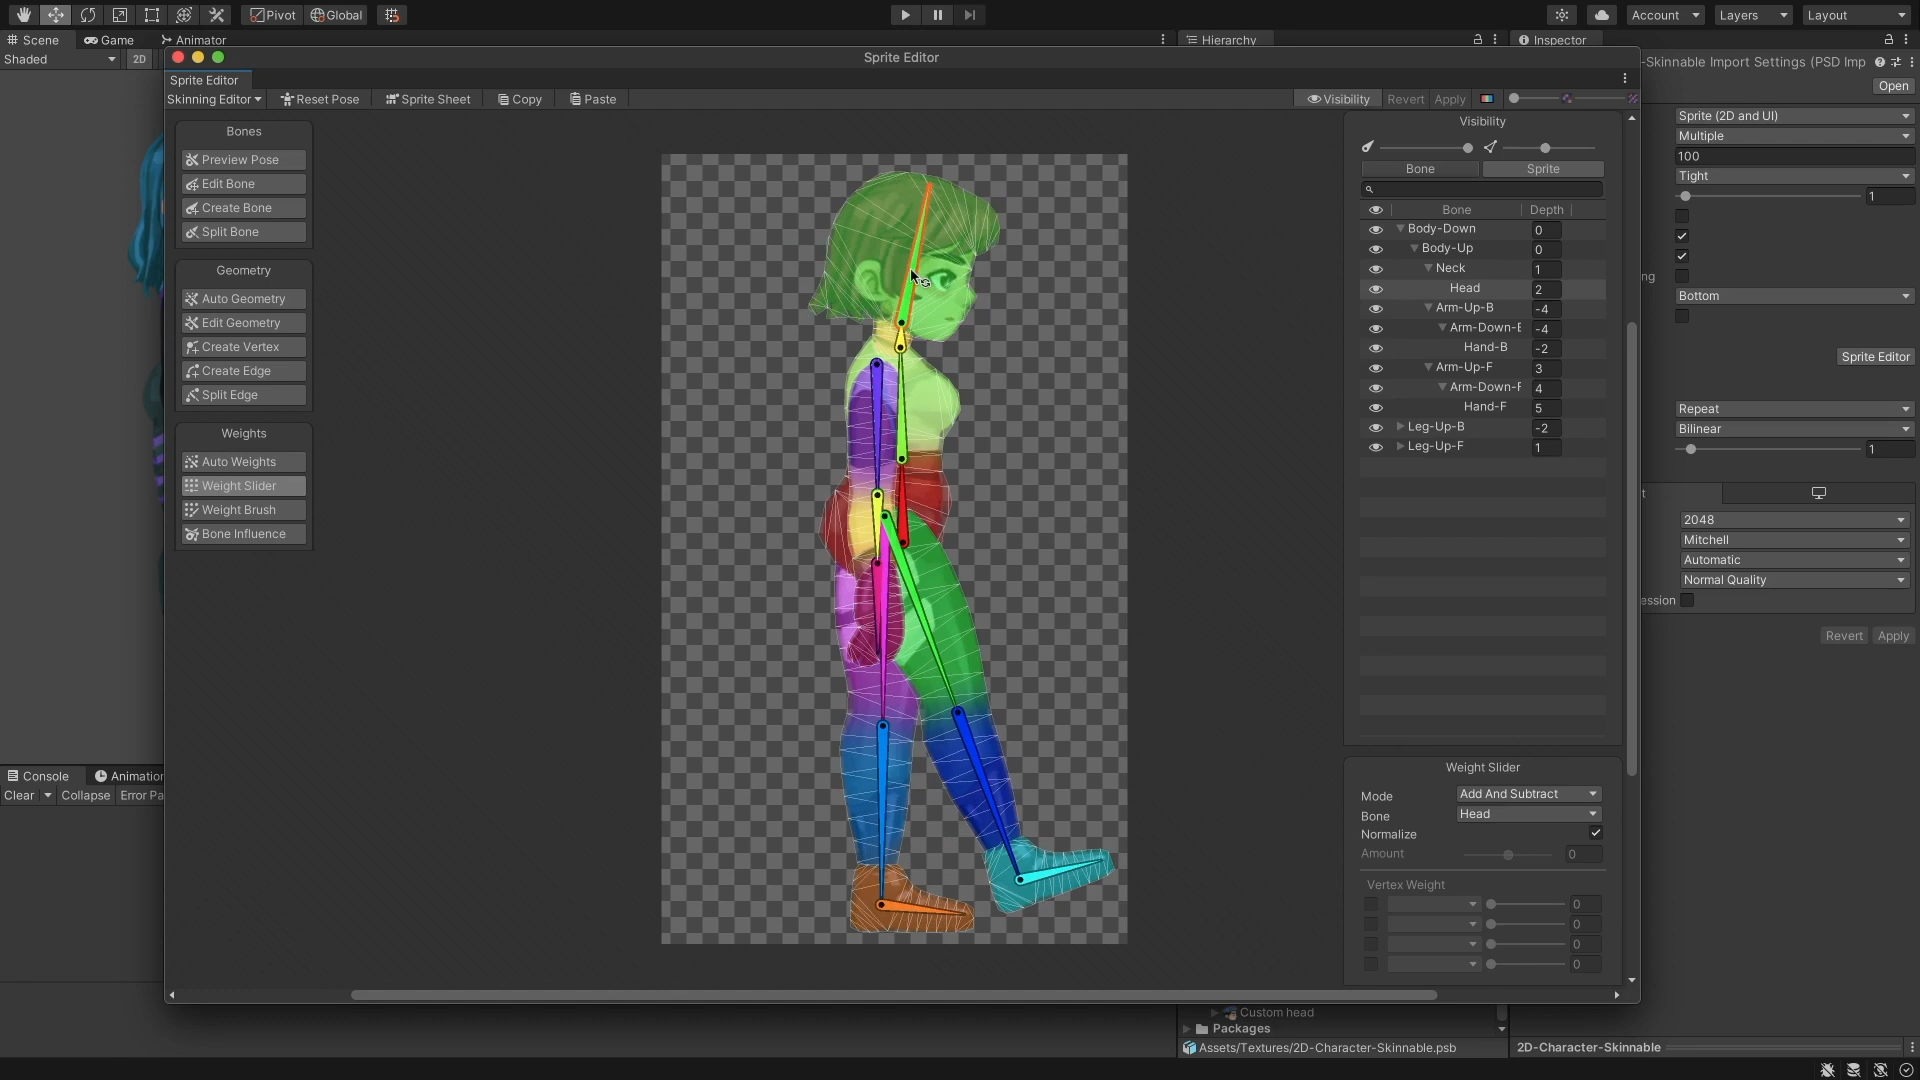 Pivot
Global
Account
Layers
Layout
Scene
Game
Animator
Hierarchy
Inspector
Shaded
2D
Sprite Editor
-Skinnable Import Settings (PSD Imp
Open
Sprite Editor
Skinning Editor
Reset Pose
Sprite Sheet
Copy
Paste
Visibility
Revert
Apply
Bones
Preview Pose
Edit Bone
Create Bone
Split Bone
Geometry
Auto Geometry
Edit Geometry
Create Vertex
Create Edge
Split Edge
Weights
Auto Weights
Weight Slider
Weight Brush
Bone Influence
Visibility
Bone
Sprite
Bone Depth
Body-Down 0
Body-Up 0
Neck 1
Head 2
Arm-Up-B -4
Arm-Down-B -4
Hand-B -2
Arm-Up-F 3
Arm-Down-F 4
Hand-F 5
Leg-Up-B -2
Leg-Up-F 1
Weight Slider
Mode Add And Subtract
Bone Head
Normalize
Amount 0
Vertex Weight
0
0
0
0
Sprite (2D and UI)
Multiple
100
Tight
1
ng
Bottom
Sprite Editor
Repeat
Bilinear
1
t
2048
Mitchell
Automatic
Normal Quality
ession
Revert
Apply
Console
Animation
Clear
Collapse
Error Pa
Custom head
Packages
Assets/Textures/2D-Character-Skinnable.psb
2D-Character-Skinnable